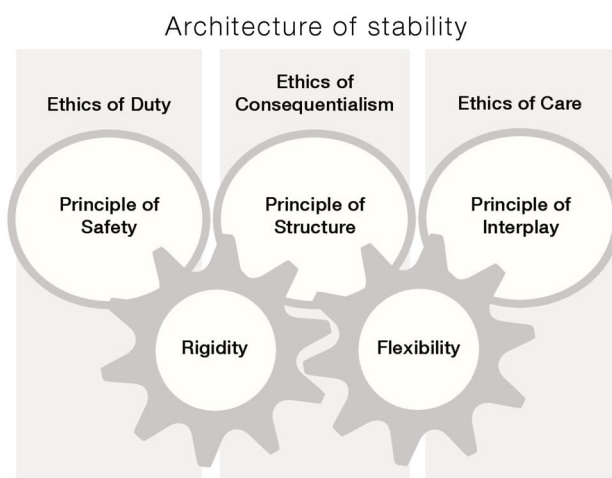 Architecture of stability
Ethics of Duty
Ethics of
Consequentialism
Ethics of Care
Principle of
Safety
Principle of
Structure
Principle of
Interplay
Rigidity
Flexibility